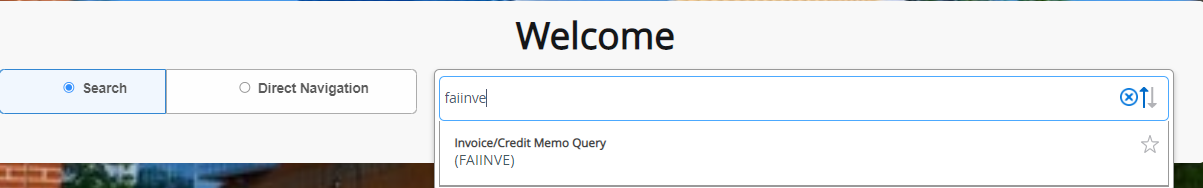 Welcome
Search
Direct Navigation
faiinve
Invoice/Credit Memo Query
(FAIINVE)